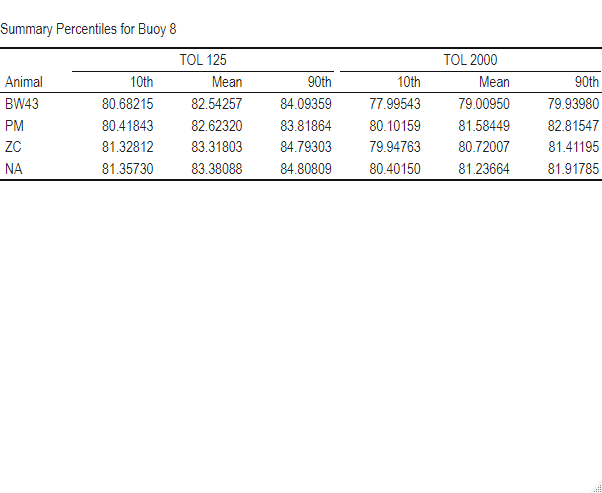 Summary Percentiles for Buoy 8
TOL 125 TOL 2000
Animal 10th Mean 90th 10th Mean 90th
BW43 80.68215 82.54257 84.09359 77.99543 79.00950 79.93980
PM 80.41843 82.62320 83.81864 80.10159 81.58449 82.81547
ZC 81.32812 83.31803 84.79303 79.94763 80.72007 81.41195
NA 81.35730 83.38088 84.80809 80.40150 81.23664 81.91785